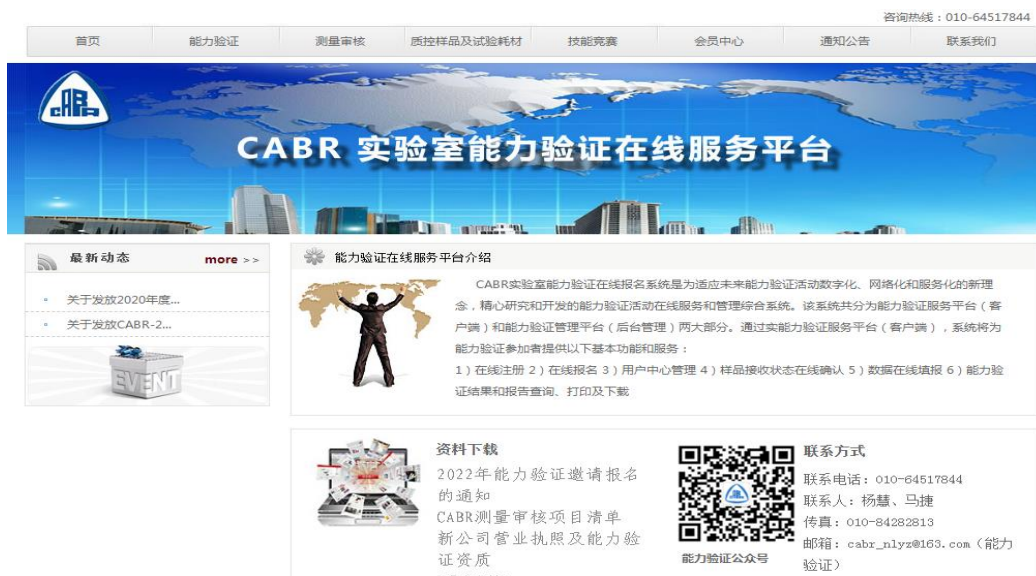 咨询热线：010-64517844
首页 能力验证 测量审核 质控样品及试验耗材 技能竞赛 会员中心 通知公告 联系我们
CABR
CABR 实验室能力验证在线服务平台
最新动态 more >>
关于发放2020年度...
关于发放CABR-2...
EVENT
能力验证在线服务平台介绍
CABR实验室能力验证在线报名系统是为适应未来能力验证活动数字化、网络化和服务化的新理
念，精心研究和开发的能力验证活动在线服务和管理综合系统。该系统共分为能力验证服务平台（客
户端）和能力验证管理平台（后台管理）两大部分。通过实能力验证服务平台（客户端），系统将为
能力验证参加者提供以下基本功能和服务：
1）在线注册 2）在线报名 3）用户中心管理 4）样品接收状态在线确认 5）数据在线填报 6）能力验
证结果和报告查询、打印及下载
资料下载
2022年能力验证邀请报名
的通知
CABR测量审核项目清单
新公司营业执照及能力验
证资质
能力验证公众号
联系方式
联系电话：010-64517844
联系人：杨慧、马捷
传真：010-84282813
邮箱：cabr_nlyz@163.com（能力
验证）